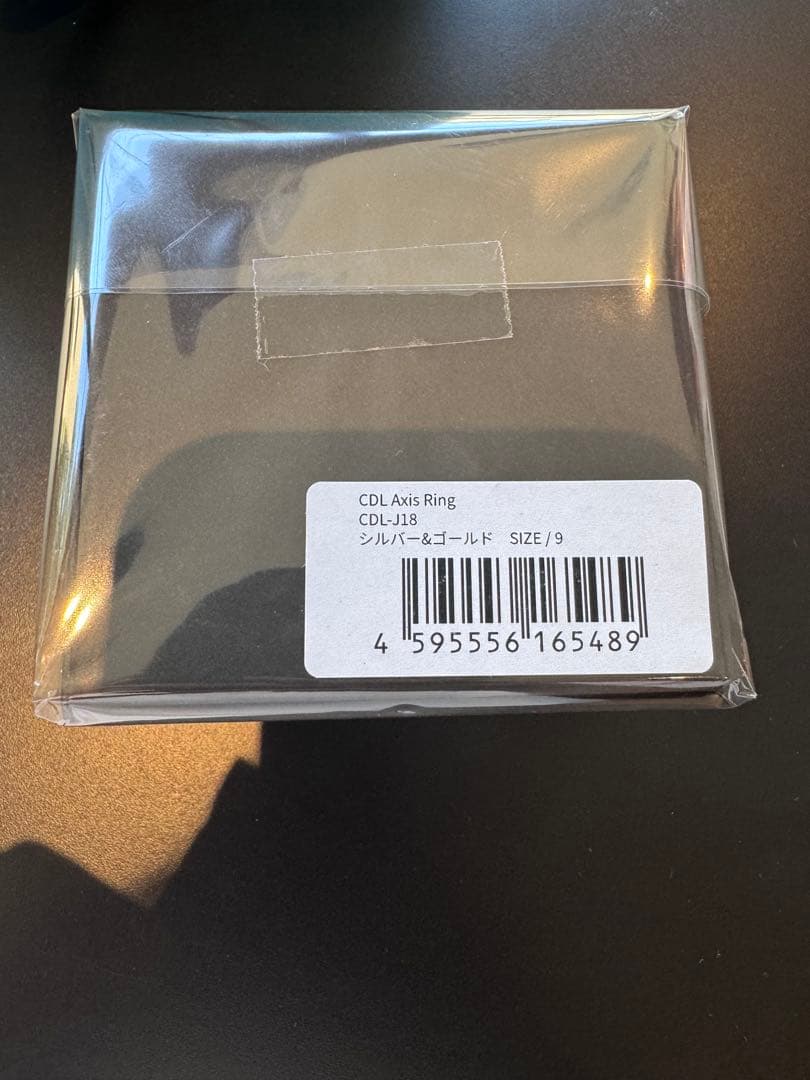 CDL Axis Ring
CDL-J18
シルバー&ゴールド　SIZE / 9
4 595556 165489